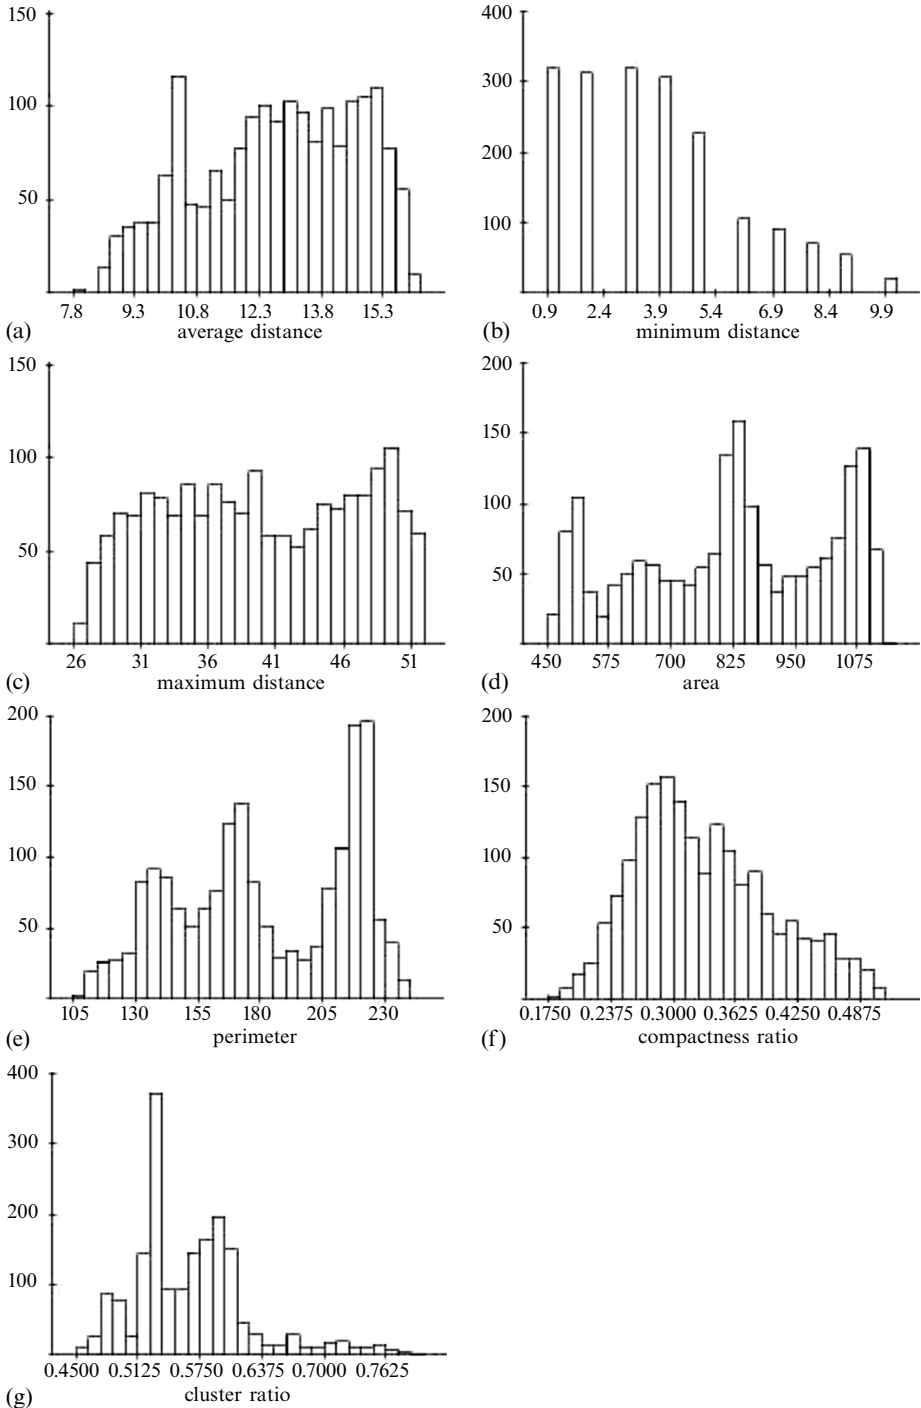 150
100
50
7.8 9.3 10.8 12.3 13.8 15.3
(a) average distance
400
300
200
100
0.9 2.4 3.9 5.4 6.9 8.4 9.9
(b) minimum distance
150
100
50
26 31 36 41 46 51
(c) maximum distance
200
150
100
50
450 575 700 825 950 1075
(d) area
200
150
100
50
105 130 155 180 205 230
(e) perimeter
200
150
100
50
0.1750 0.2375 0.3000 0.3625 0.4250 0.4875
(f) compactness ratio
400
300
200
100
0.4500 0.5125 0.5750 0.6375 0.7000 0.7625
(g) cluster ratio